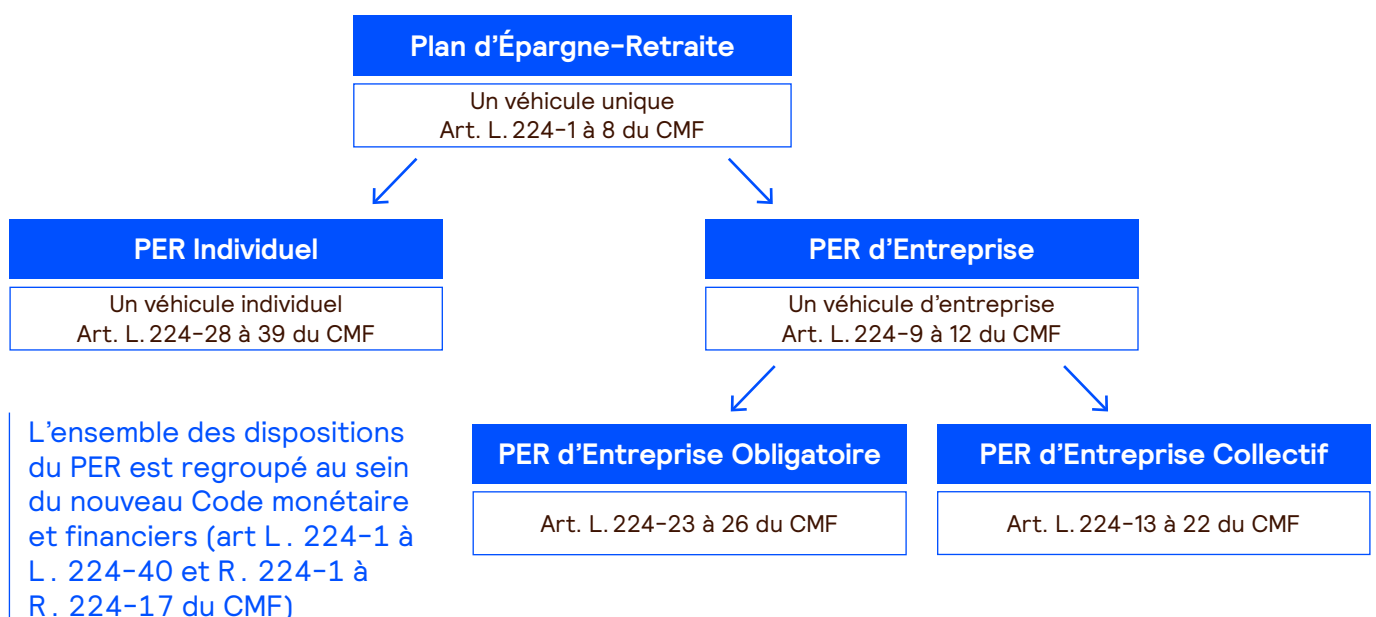 Plan d’Épargne-Retraite
Un véhicule unique
Art. L. 224-1 à 8 du CMF
PER Individuel
Un véhicule individuel
Art. L. 224-28 à 39 du CMF
PER d’Entreprise
Un véhicule d’entreprise
Art. L. 224-9 à 12 du CMF
L’ensemble des dispositions
du PER est regroupé au sein
du nouveau Code monétaire
et financiers (art L. 224-1 à
L. 224-40 et R. 224-1 à
R. 224-17 du CMF)
PER d’Entreprise Obligatoire
Art. L. 224-23 à 26 du CMF
PER d’Entreprise Collectif
Art. L. 224-13 à 22 du CMF